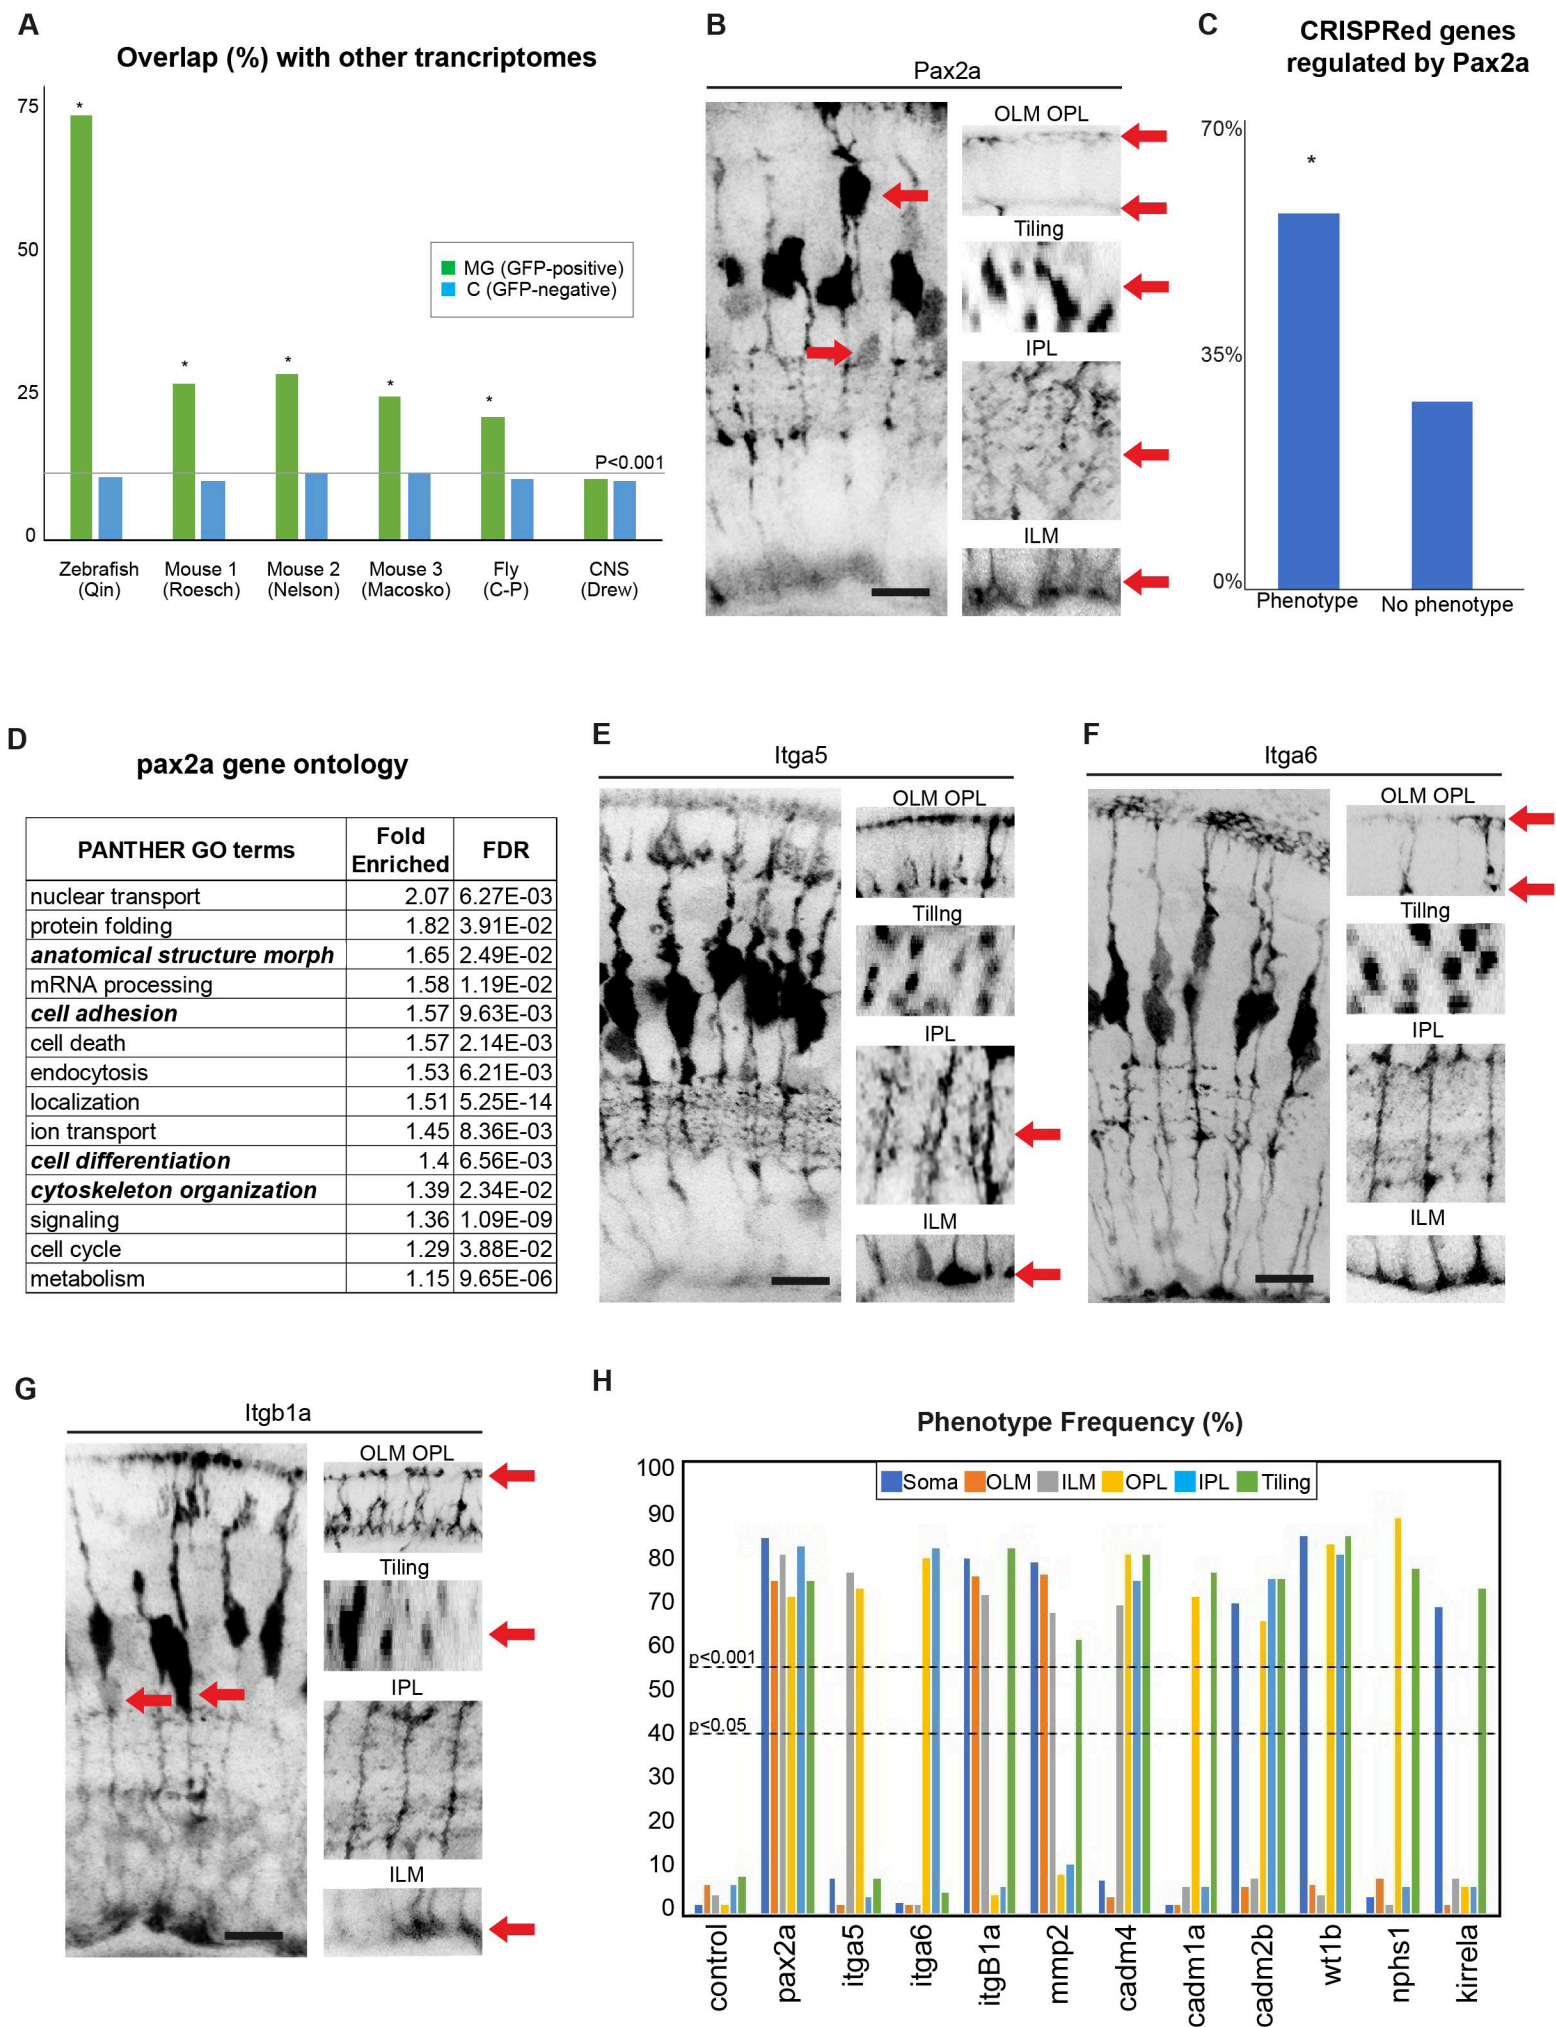 A
Overlap (%) with other trancriptomes
75
50
25
0
*
*
*
*
*
MG (GFP-positive)
C (GFP-negative)
P<0.001
Zebrafish
(Qin)
Mouse 1
(Roesch)
Mouse 2
(Nelson)
Mouse 3
(Macosko)
Fly
(C-P)
CNS
(Drew)
B
Pax2a
OLM OPL
Tiling
IPL
ILM
C
CRISPRed genes
regulated by Pax2a
70%
35%
0%
*
Phenotype
No phenotype
D
pax2a gene ontology
PANTHER GO terms Fold Enriched FDR
nuclear transport 2.07 6.27E-03
protein folding 1.82 3.91E-02
anatomical structure morph 1.65 2.49E-02
mRNA processing 1.58 1.19E-02
cell adhesion 1.57 9.63E-03
cell death 1.57 2.14E-03
endocytosis 1.53 6.21E-03
localization 1.51 5.25E-14
ion transport 1.45 8.36E-03
cell differentiation 1.4 6.56E-03
cytoskeleton organization 1.39 2.34E-02
signaling 1.36 1.09E-09
cell cycle 1.29 3.88E-02
metabolism 1.15 9.65E-06
E
Itga5
OLM OPL
Tillng
IPL
ILM
F
Itga6
OLM OPL
Tillng
IPL
ILM
G
Itgb1a
OLM OPL
Tiling
IPL
ILM
H
Phenotype Frequency (%)
100
90
80
70
60
50
40
30
20
10
0
Soma OLM ILM OPL IPL Tiling
p<0.001
p<0.05
control
pax2a
itga5
itga6
itgB1a
mmp2
cadm4
cadm1a
cadm2b
wt1b
nphs1
kirrela